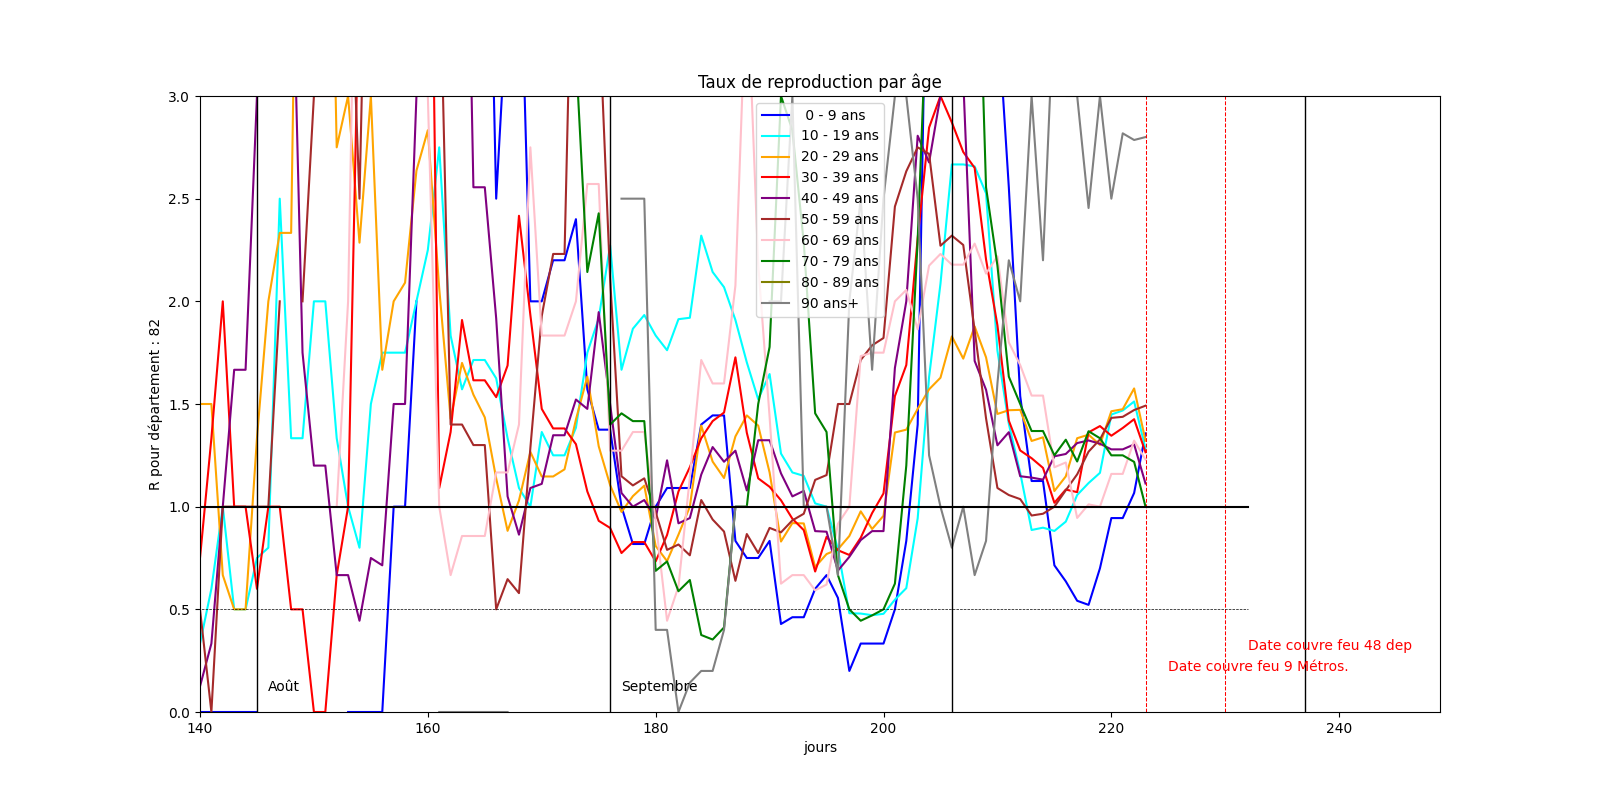 Taux de reproduction par âge
R pour département : 82
3.0
2.5
2.0
1.5
1.0
0.5
0.0
0 - 9 ans
10 - 19 ans
20 - 29 ans
30 - 39 ans
40 - 49 ans
50 - 59 ans
60 - 69 ans
70 - 79 ans
80 - 89 ans
90 ans+
Date couvre feu 48 dep
Date couvre feu 9 Métros.
Août
Septembre
140
160
180
200
220
240
jours